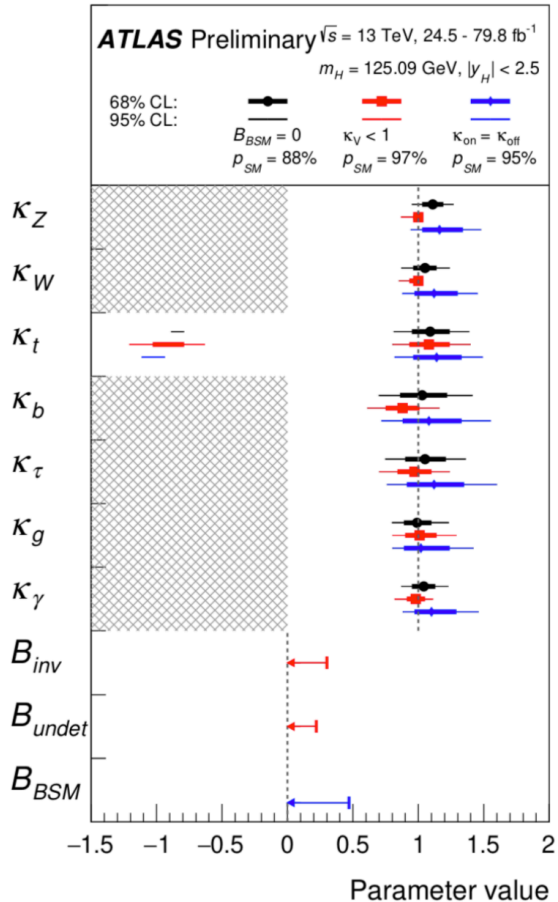 ATLAS Preliminary √s = 13 TeV, 24.5 - 79.8 fb⁻¹
m_H = 125.09 GeV, |y_H| < 2.5
68% CL:
95% CL:
B_BSM = 0 κ_V < 1 κ_on = κ_off
p_SM = 88% p_SM = 97% p_SM = 95%
κ_Z
κ_W
κ_t
κ_b
κ_τ
κ_g
κ_γ
B_inv
B_undet
B_BSM
−1.5 −1 −0.5 0 0.5 1 1.5 2
Parameter value